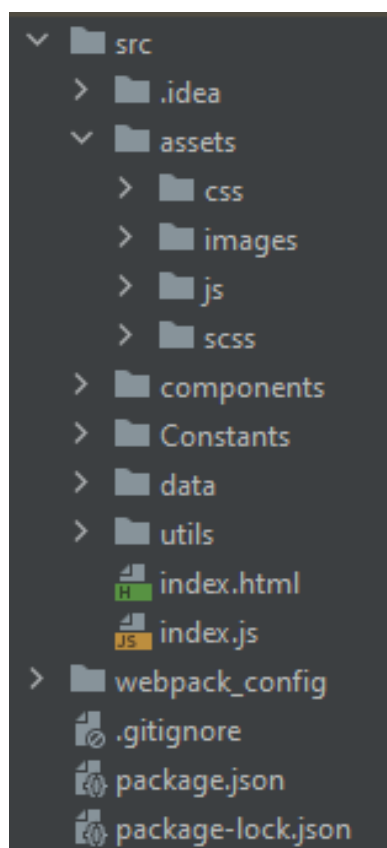 src
.idea
assets
css
images
js
scss
components
Constants
data
utils
H index.html
JS index.js
webpack_config
.gitignore
package.json
package-lock.json